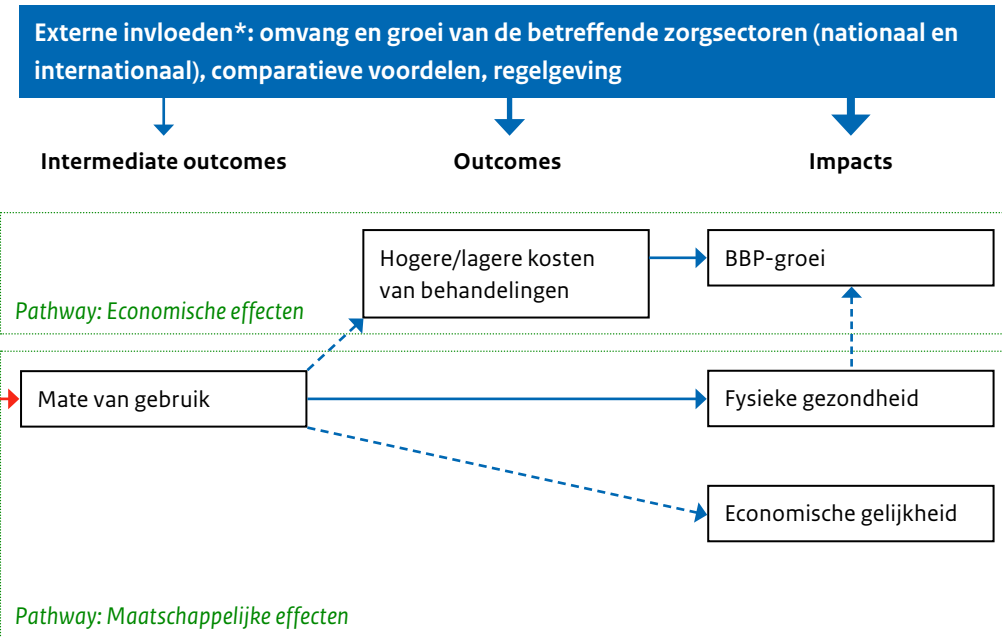 Externe invloeden*: omvang en groei van de betreffende zorgsectoren (nationaal en
internationaal), comparatieve voordelen, regelgeving
Intermediate outcomes
Outcomes
Impacts
Hogere/lagere kosten
van behandelingen
BBP-groei
Pathway: Economische effecten
Mate van gebruik
Fysieke gezondheid
Economische gelijkheid
Pathway: Maatschappelijke effecten